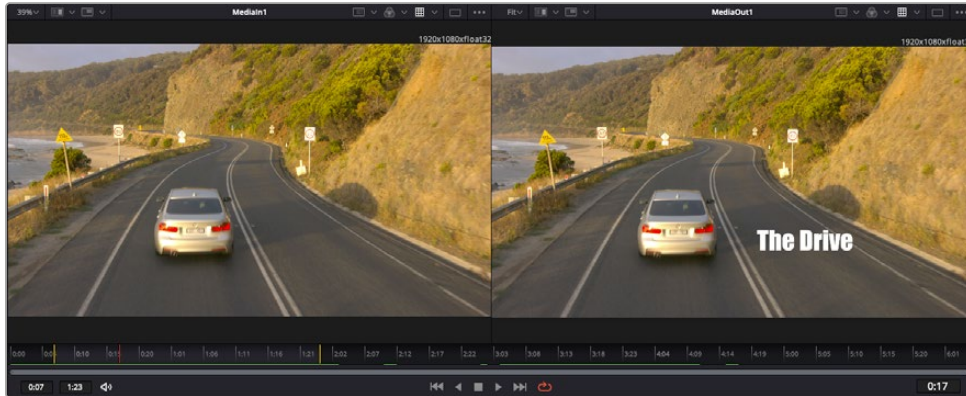 39% MediaIn1 Fit MediaOut1
1920x1080xfloat32 1920x1080xfloat
The Drive
0:00 0:10 0:20 1:01 1:06 1:11 1:16 1:21 2:02 2:07 2:12 2:17 2:22 3:03 3:08 3:13 3:18 3:23 4:04 4:09 4:14 4:19 5:00 5:05 5:10 5:15 5:20 6:01
0:07 1:23 0:17